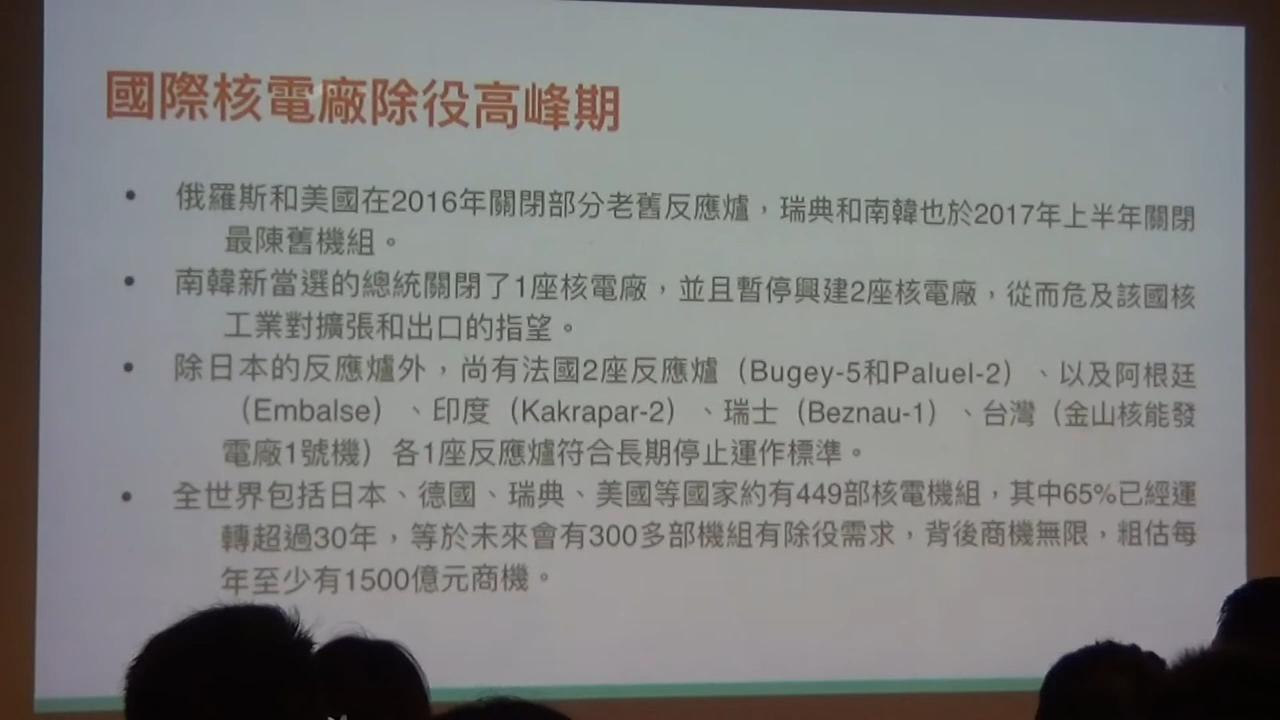 國際核電廠除役高峰期
• 俄羅斯和美國在2016年關閉部分老舊反應爐，瑞典和南韓也於2017年上半年關閉
最陳舊機組。
• 南韓新當選的總統關閉了1座核電廠，並且暫停興建2座核電廠，從而危及該國核
工業對擴張和出口的指望。
• 除日本的反應爐外，尚有法國2座反應爐（Bugey-5和Paluel-2）、以及阿根廷
（Embalse）、印度（Kakrapar-2）、瑞士（Beznau-1）、台灣（金山核能發
電廠1號機）各1座反應爐符合長期停止運作標準。
• 全世界包括日本、德國、瑞典、美國等國家約有449部核電機組，其中65%已經運
轉超過30年，等於未來會有300多部機組有除役需求，背後商機無限，粗估每
年至少有1500億元商機。